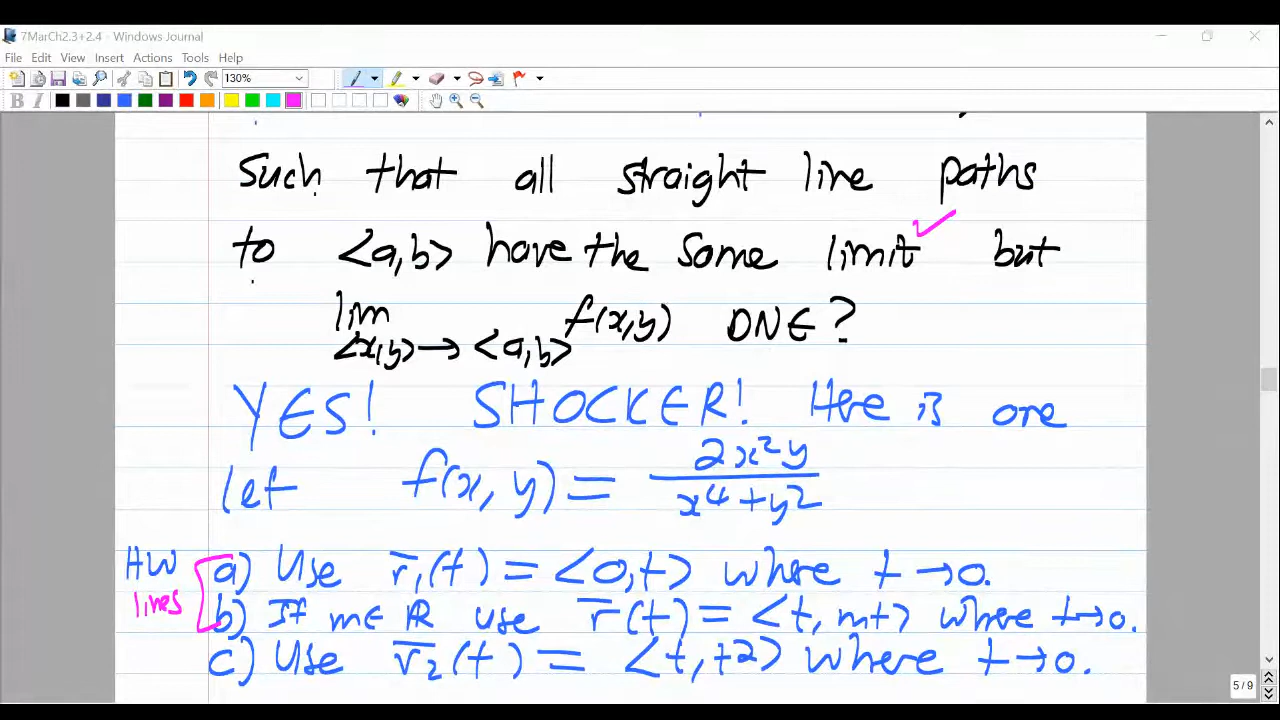 7MarCh2.3+2.4 - Windows Journal
File Edit View Insert Actions Tools Help
130%
B I
Such that all straight line paths
to <a,b> have the same limit ✓ but
lim f(x,y) DNE?
<x,y>→<a,b>
YES! SHOCKER! Here is one
let f(x,y) = 2x²y / x⁴+y²
HW
lines
a) Use r̄₁(t) = <0,t> where t→0.
b) If m∈ℝ use r̄(t) = <t, mt> where t→0.
c) Use r̄₂(t) = <t, t2> where t→0.
5/9